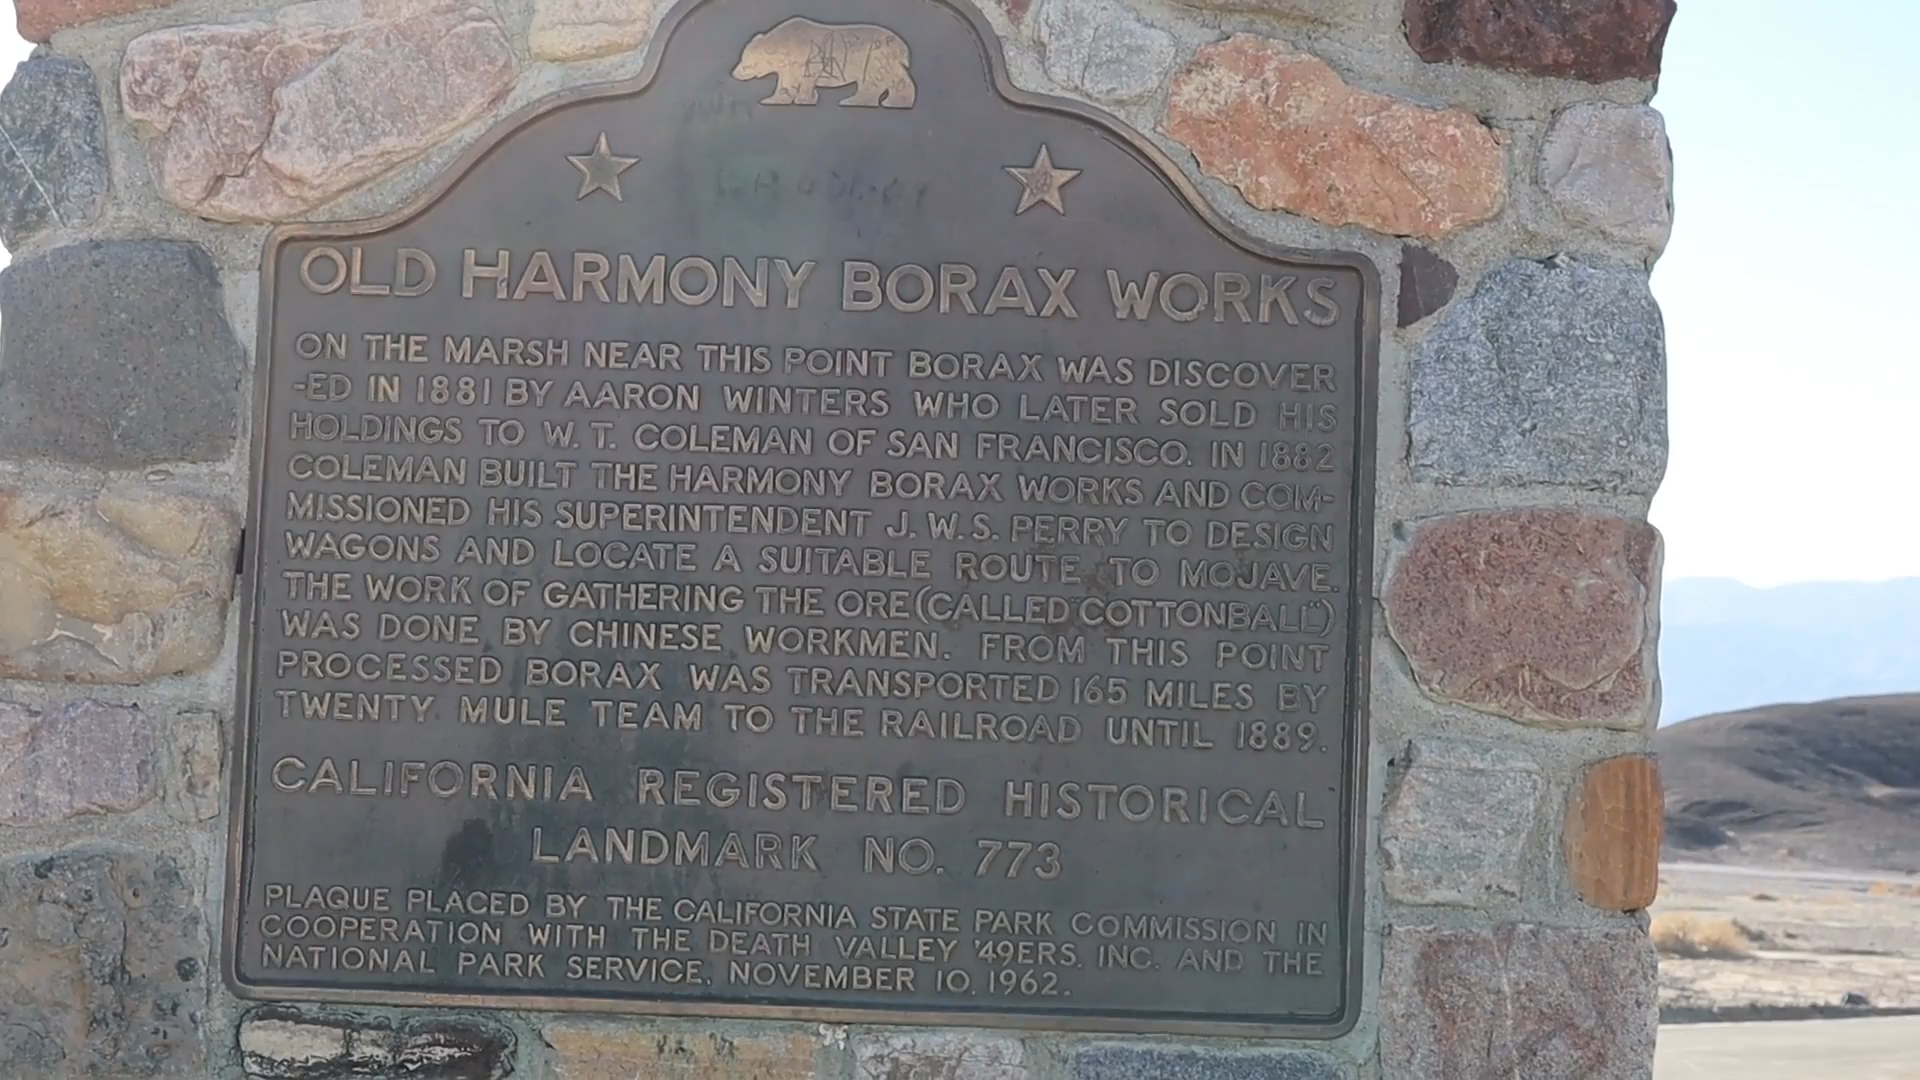 OLD HARMONY BORAX WORKS
ON THE MARSH NEAR THIS POINT BORAX WAS DISCOVER
-ED IN 1881 BY AARON WINTERS WHO LATER SOLD HIS
HOLDINGS TO W. T. COLEMAN OF SAN FRANCISCO. IN 1882
COLEMAN BUILT THE HARMONY BORAX WORKS AND COM-
MISSIONED HIS SUPERINTENDENT J. W. S. PERRY TO DESIGN
WAGONS AND LOCATE A SUITABLE ROUTE TO MOJAVE.
THE WORK OF GATHERING THE ORE (CALLED "COTTONBALL")
WAS DONE BY CHINESE WORKMEN. FROM THIS POINT
PROCESSED BORAX WAS TRANSPORTED 165 MILES BY
TWENTY MULE TEAM TO THE RAILROAD UNTIL 1889.
CALIFORNIA REGISTERED HISTORICAL
LANDMARK NO. 773
PLAQUE PLACED BY THE CALIFORNIA STATE PARK COMMISSION IN
COOPERATION WITH THE DEATH VALLEY '49ERS, INC. AND THE
NATIONAL PARK SERVICE, NOVEMBER 10, 1962.